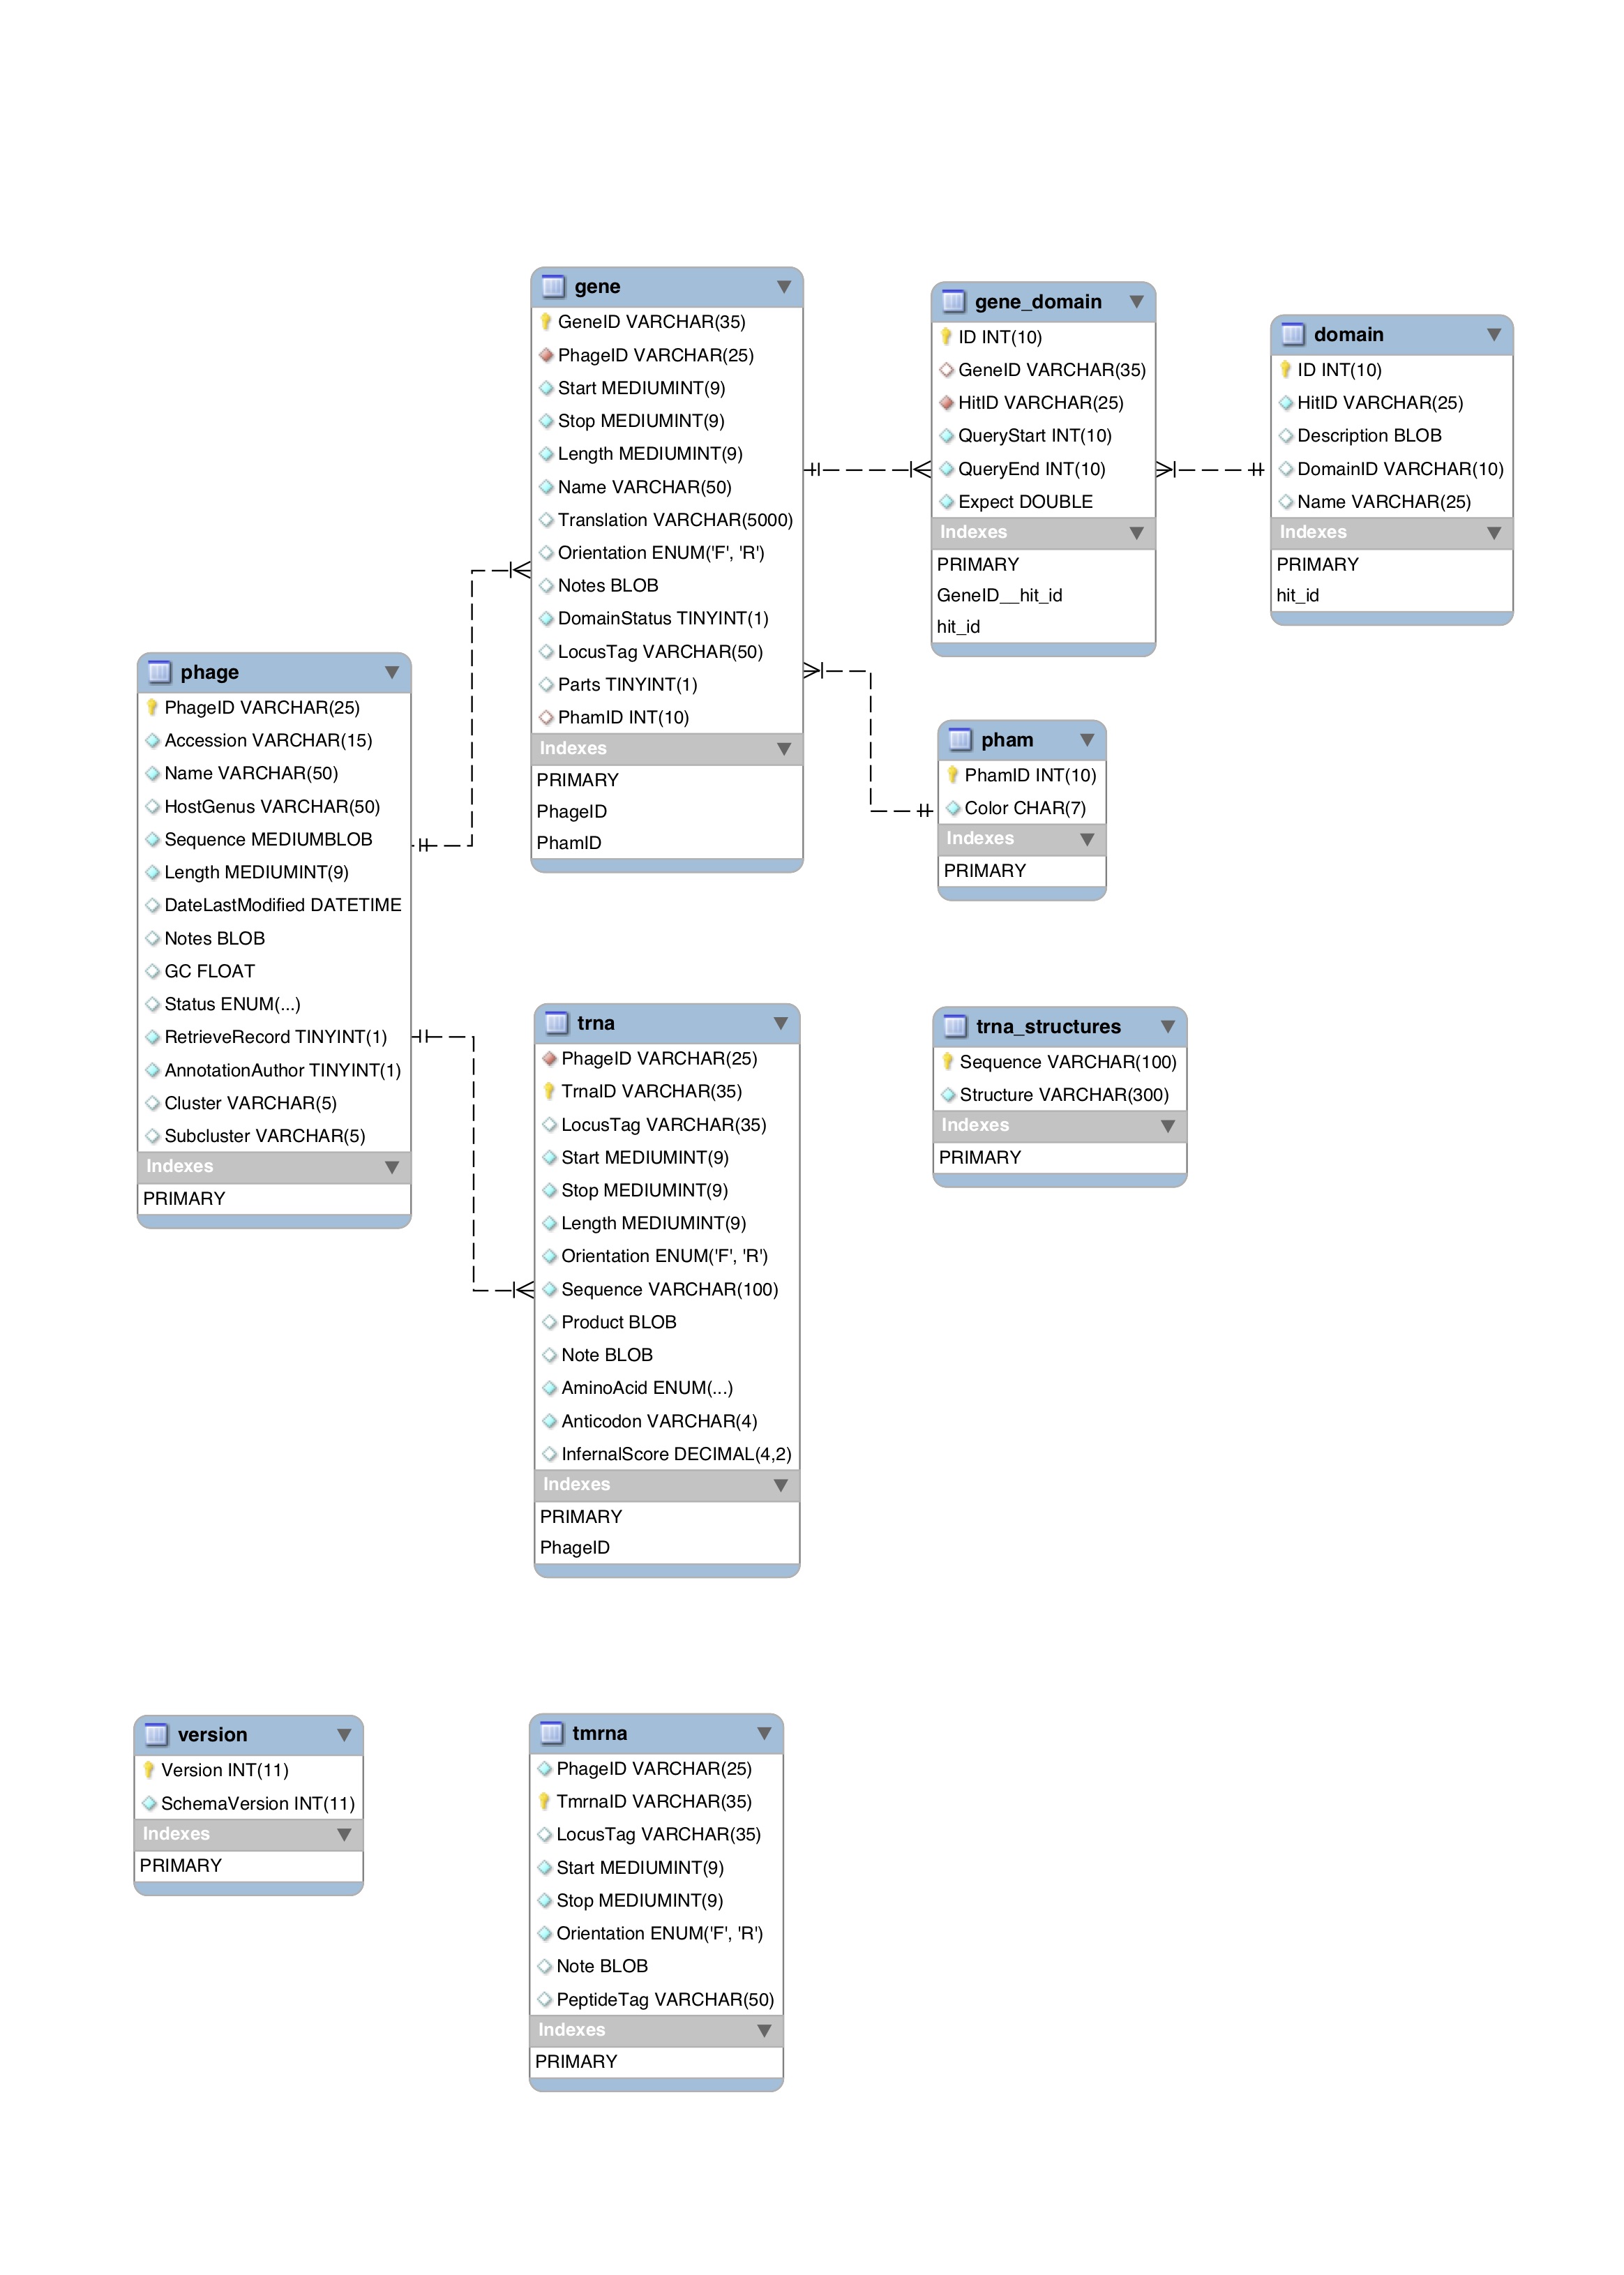 gene
GeneID VARCHAR(35)
PhageID VARCHAR(25)
Start MEDIUMINT(9)
Stop MEDIUMINT(9)
Length MEDIUMINT(9)
Name VARCHAR(50)
Translation VARCHAR(5000)
Orientation ENUM('F', 'R')
Notes BLOB
DomainStatus TINYINT(1)
LocusTag VARCHAR(50)
Parts TINYINT(1)
PhamID INT(10)
Indexes
PRIMARY
PhageID
PhamID
gene_domain
ID INT(10)
GeneID VARCHAR(35)
HitID VARCHAR(25)
QueryStart INT(10)
QueryEnd INT(10)
Expect DOUBLE
Indexes
PRIMARY
GeneID__hit_id
hit_id
domain
ID INT(10)
HitID VARCHAR(25)
Description BLOB
DomainID VARCHAR(10)
Name VARCHAR(25)
Indexes
PRIMARY
hit_id
phage
PhageID VARCHAR(25)
Accession VARCHAR(15)
Name VARCHAR(50)
HostGenus VARCHAR(50)
Sequence MEDIUMBLOB
Length MEDIUMINT(9)
DateLastModified DATETIME
Notes BLOB
GC FLOAT
Status ENUM(...)
RetrieveRecord TINYINT(1)
AnnotationAuthor TINYINT(1)
Cluster VARCHAR(5)
Subcluster VARCHAR(5)
Indexes
PRIMARY
pham
PhamID INT(10)
Color CHAR(7)
Indexes
PRIMARY
trna
PhageID VARCHAR(25)
TrnaID VARCHAR(35)
LocusTag VARCHAR(35)
Start MEDIUMINT(9)
Stop MEDIUMINT(9)
Length MEDIUMINT(9)
Orientation ENUM('F', 'R')
Sequence VARCHAR(100)
Product BLOB
Note BLOB
AminoAcid ENUM(...)
Anticodon VARCHAR(4)
InfernalScore DECIMAL(4,2)
Indexes
PRIMARY
PhageID
trna_structures
Sequence VARCHAR(100)
Structure VARCHAR(300)
Indexes
PRIMARY
version
Version INT(11)
SchemaVersion INT(11)
Indexes
PRIMARY
tmrna
PhageID VARCHAR(25)
TmrnaID VARCHAR(35)
LocusTag VARCHAR(35)
Start MEDIUMINT(9)
Stop MEDIUMINT(9)
Orientation ENUM('F', 'R')
Note BLOB
PeptideTag VARCHAR(50)
Indexes
PRIMARY